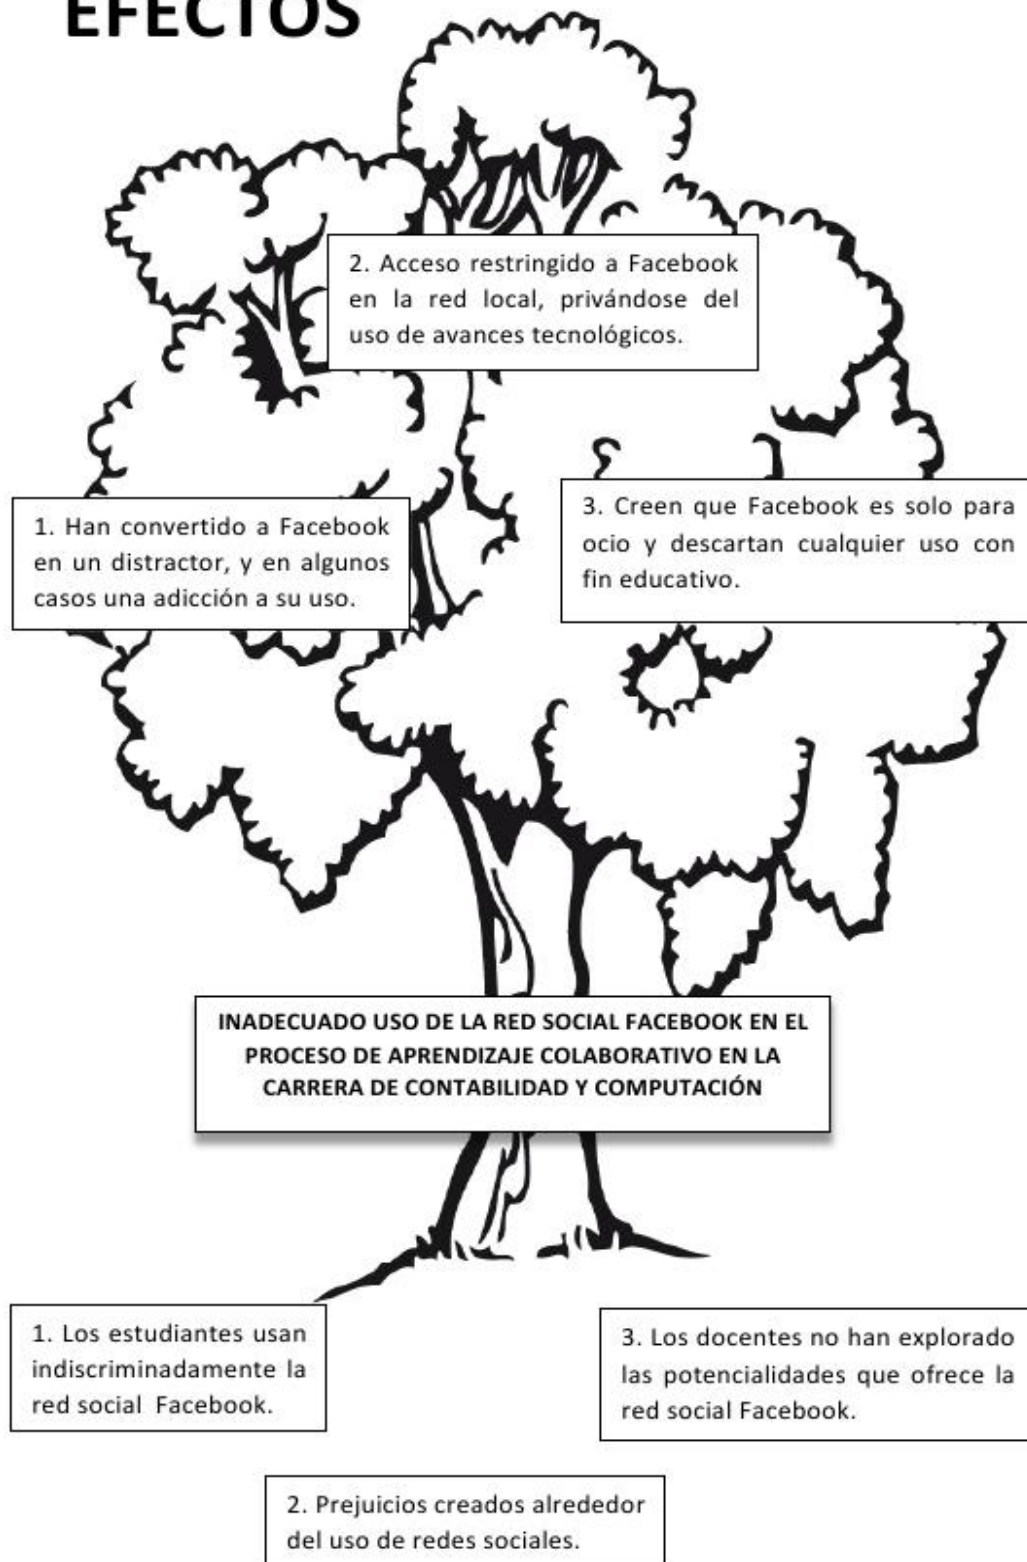 EFECTOS
2. Acceso restringido a Facebook
en la red local, privándose del
uso de avances tecnológicos.
1. Han convertido a Facebook
en un distractor, y en algunos
casos una adicción a su uso.
3. Creen que Facebook es solo para
ocio y descartan cualquier uso con
fin educativo.
INADECUADO USO DE LA RED SOCIAL FACEBOOK EN EL
PROCESO DE APRENDIZAJE COLABORATIVO EN LA
CARRERA DE CONTABILIDAD Y COMPUTACIÓN
1. Los estudiantes usan
indiscriminadamente la
red social Facebook.
3. Los docentes no han explorado
las potencialidades que ofrece la
red social Facebook.
2. Prejuicios creados alrededor
del uso de redes sociales.